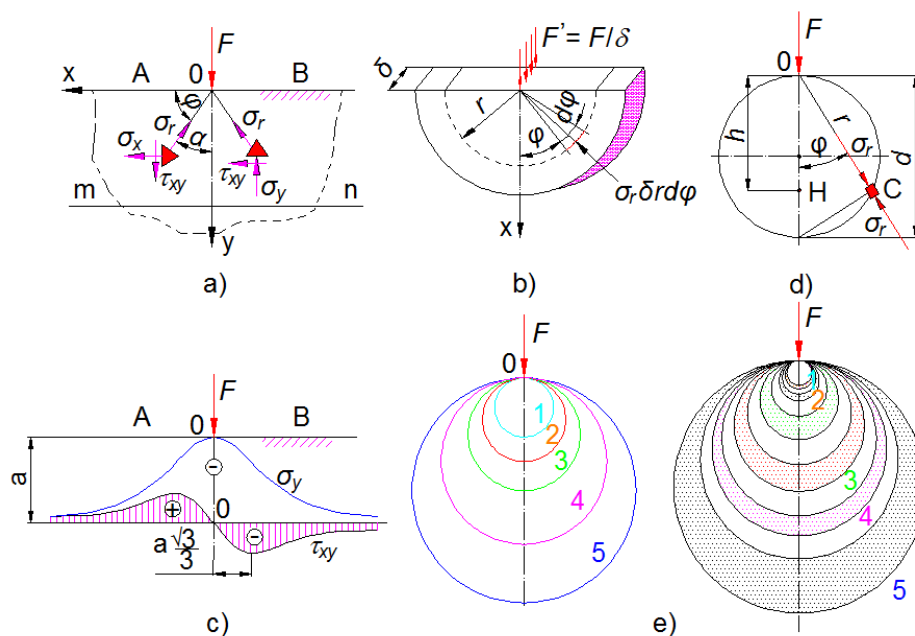 F
x A 0 B
φ
σr α σr
σx
τxy τxy
σy
m n
y
a)
F'= F/δ
δ
r dφ
φ
σrδrdφ
x
b)
F
0
h r d
φ σr
H C
σr
d)
F
A 0 B
a - σy
+ 0 -
τxy
a √3/3
c)
F
0
1
2
3
4
5
F
1
2
3
4
5
e)